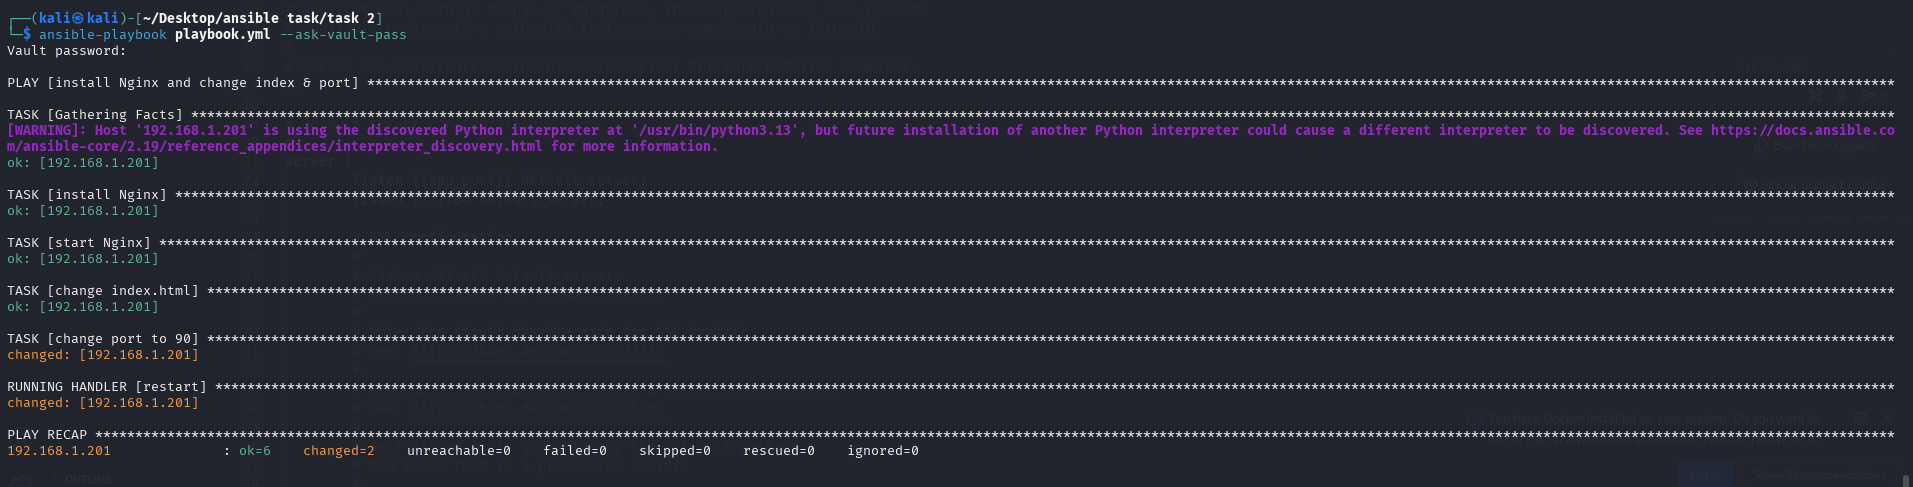 ┌──(kali㉿kali)-[~/Desktop/ansible task/task 2]
└─$ ansible-playbook playbook.yml --ask-vault-pass
Vault password:
PLAY [install Nginx and change index & port] ***********************************************************************************************************************************************************************************************
TASK [Gathering Facts] *********************************************************************************************************************************************************************************************************************
[WARNING]: Host '192.168.1.201' is using the discovered Python interpreter at '/usr/bin/python3.13', but future installation of another Python interpreter could cause a different interpreter to be discovered. See https://docs.ansible.co
m/ansible-core/2.19/reference_appendices/interpreter_discovery.html for more information.
ok: [192.168.1.201]
TASK [install Nginx] ***********************************************************************************************************************************************************************************************************************
ok: [192.168.1.201]
TASK [start Nginx] *************************************************************************************************************************************************************************************************************************
ok: [192.168.1.201]
TASK [change index.html] *******************************************************************************************************************************************************************************************************************
ok: [192.168.1.201]
TASK [change port to 90] *******************************************************************************************************************************************************************************************************************
changed: [192.168.1.201]
RUNNING HANDLER [restart] ******************************************************************************************************************************************************************************************************************
changed: [192.168.1.201]
PLAY RECAP *********************************************************************************************************************************************************************************************************************************
192.168.1.201 : ok=6 changed=2 unreachable=0 failed=0 skipped=0 rescued=0 ignored=0